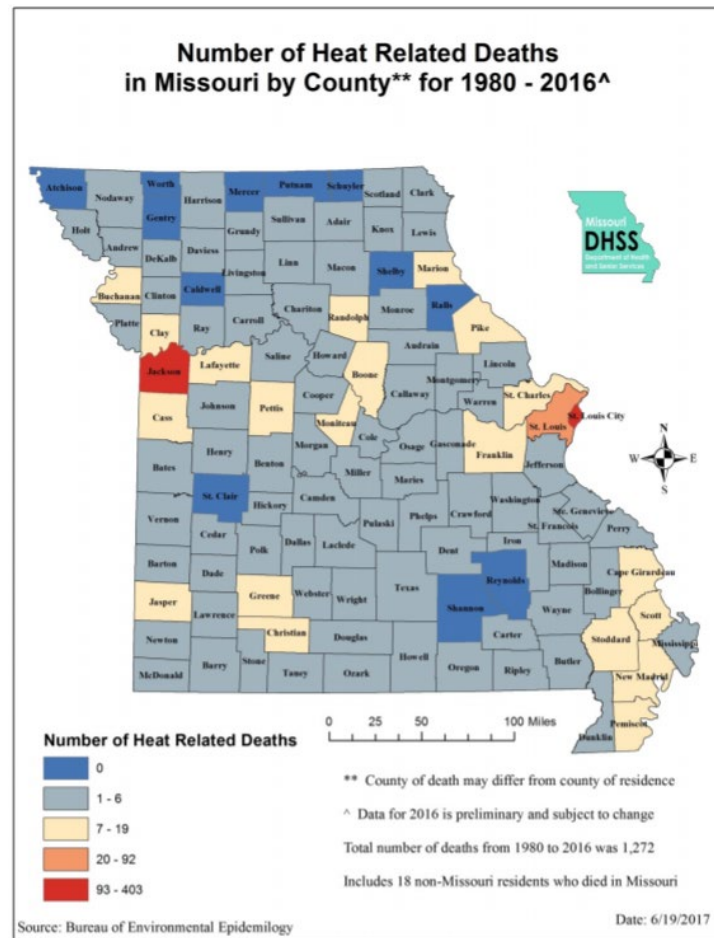 Number of Heat Related Deaths
in Missouri by County** for 1980 - 2016^
Atchison
Nodaway
Worth
Gentry
Harrison
Mercer
Putnam
Schuyler
Scotland
Clark
Holt
Andrew
DeKalb
Daviess
Grundy
Sullivan
Adair
Knox
Lewis
Buchanan
Clinton
Caldwell
Livingston
Linn
Macon
Shelby
Marion
Platte
Clay
Ray
Carroll
Chariton
Randolph
Monroe
Ralls
Pike
Jackson
Lafayette
Saline
Howard
Boone
Audrain
Callaway
Montgomery
Lincoln
Warren
St. Charles
St. Louis
St. Louis City
Cass
Johnson
Pettis
Cooper
Moniteau
Cole
Osage
Gasconade
Franklin
Jefferson
Bates
Henry
Benton
Morgan
Miller
Maries
Vernon
St. Clair
Hickory
Camden
Pulaski
Phelps
Crawford
Washington
St. Francois
Ste. Genevieve
Perry
Barton
Cedar
Polk
Dallas
Laclede
Dent
Iron
Madison
Cape Girardeau
Bollinger
Jasper
Dade
Greene
Webster
Wright
Texas
Shannon
Reynolds
Wayne
Scott
Stoddard
Mississippi
Newton
Lawrence
Christian
Douglas
Howell
Carter
Butler
New Madrid
McDonald
Barry
Stone
Taney
Ozark
Oregon
Ripley
Dunklin
Pemiscot
Missouri
DHSS
Department of Health
and Senior Services
N
W E
S
0 25 50 100 Miles
Number of Heat Related Deaths
0
1 - 6
7 - 19
20 - 92
93 - 403
** County of death may differ from county of residence
^ Data for 2016 is preliminary and subject to change
Total number of deaths from 1980 to 2016 was 1,272
Includes 18 non-Missouri residents who died in Missouri
Source: Bureau of Environmental Epidemilogy
Date: 6/19/2017